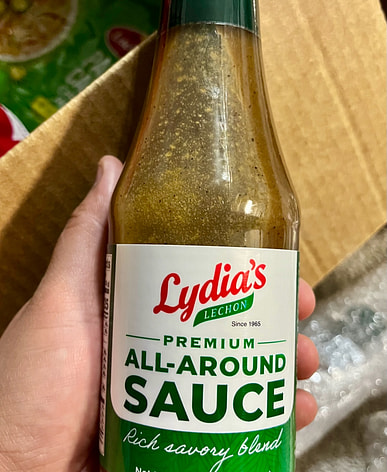 Lydia's
LECHON
Since 1965
PREMIUM
ALL-AROUND
SAUCE
Rich savory blend